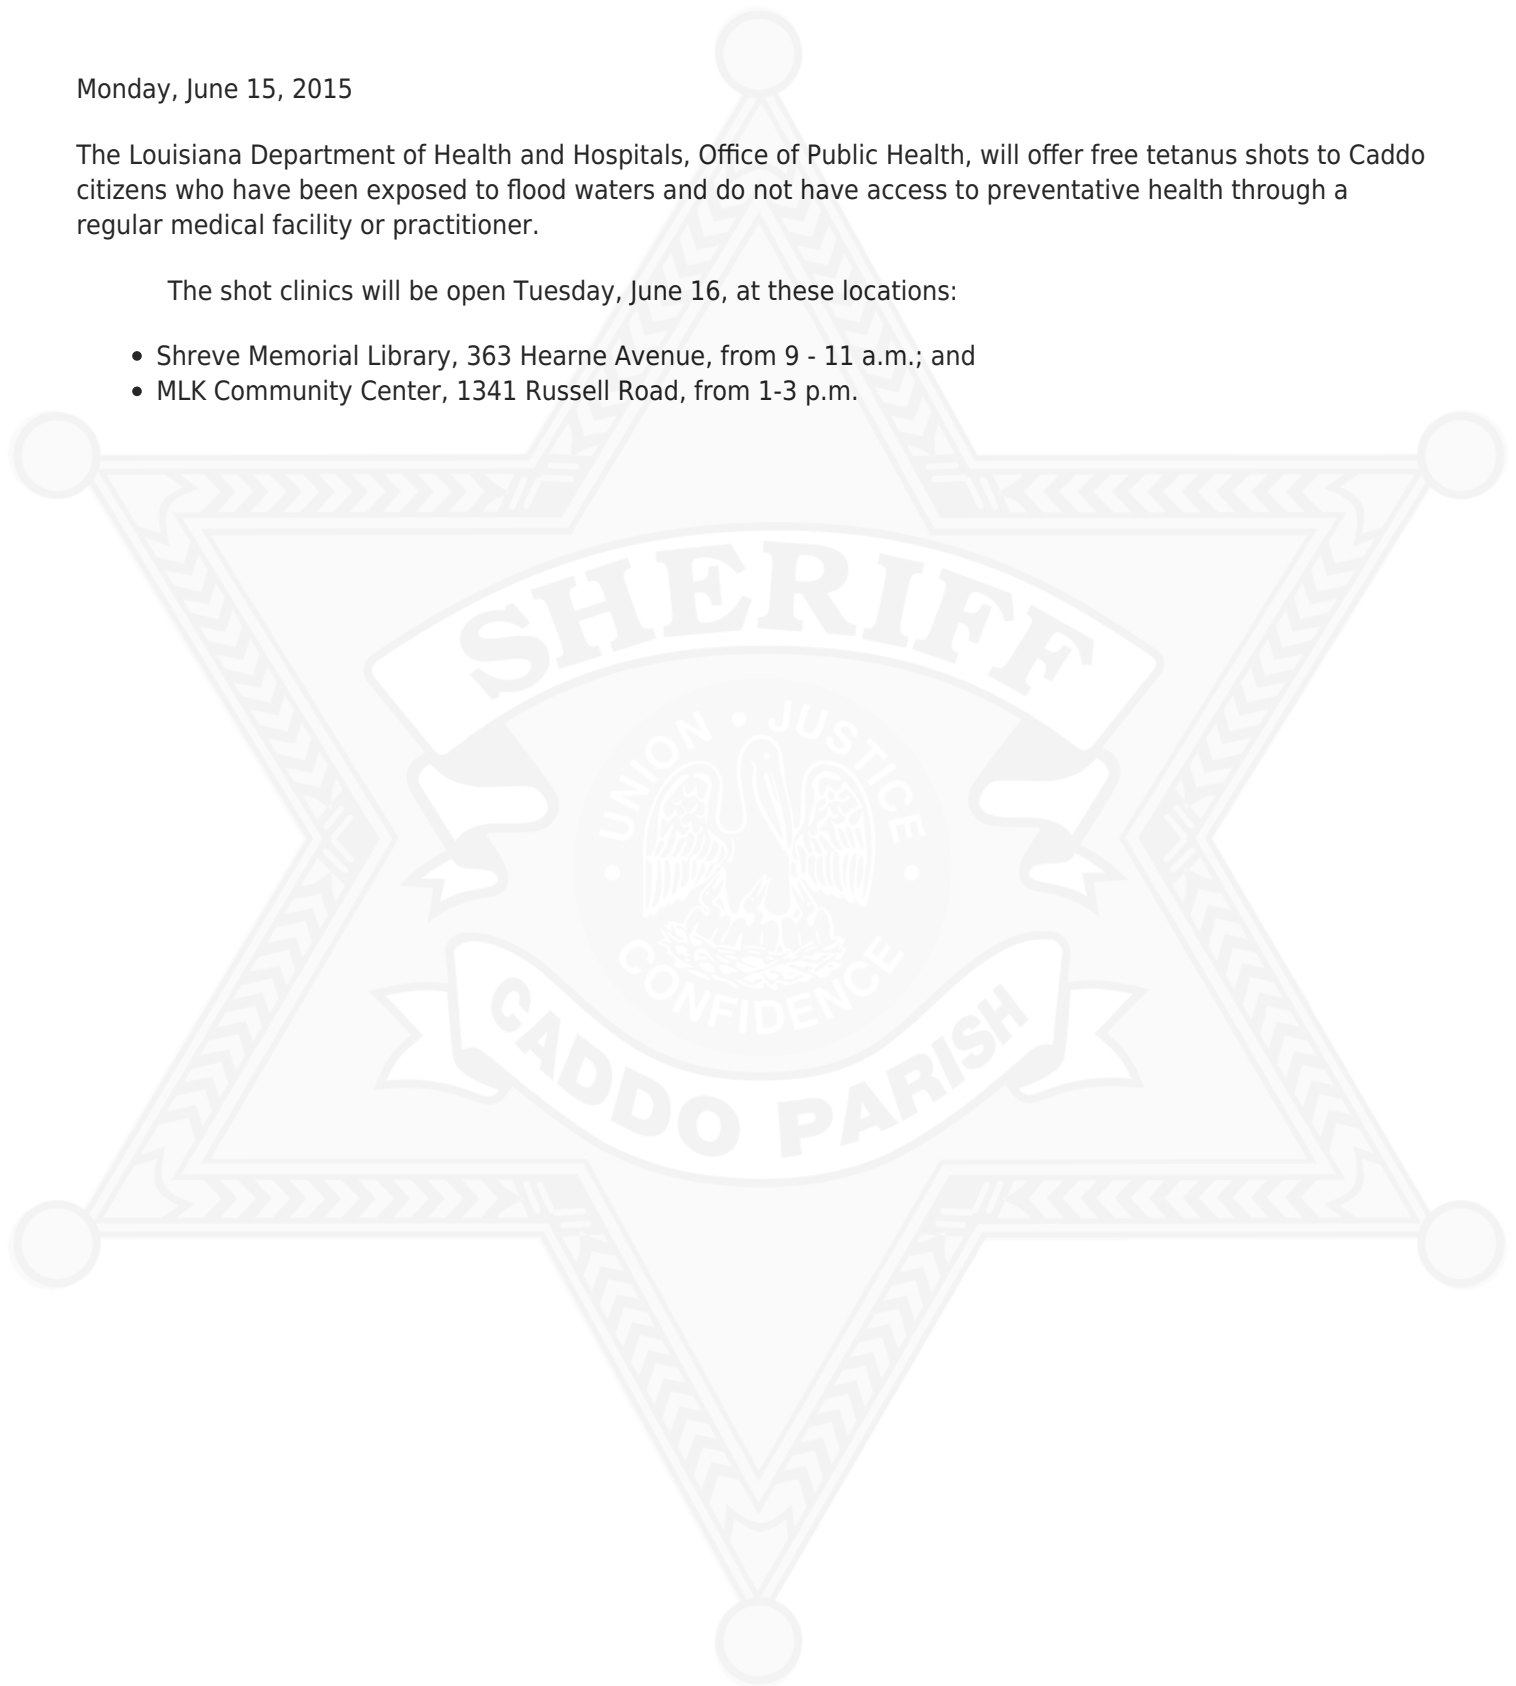 Monday, June 15, 2015
The Louisiana Department of Health and Hospitals, Office of Public Health, will offer free tetanus shots to Caddo
citizens who have been exposed to flood waters and do not have access to preventative health through a
regular medical facility or practitioner.
The shot clinics will be open Tuesday, June 16, at these locations:
• Shreve Memorial Library, 363 Hearne Avenue, from 9 - 11 a.m.; and
• MLK Community Center, 1341 Russell Road, from 1-3 p.m.
SHERIFF
UNION • JUSTICE
• CONFIDENCE •
CADDO PARISH